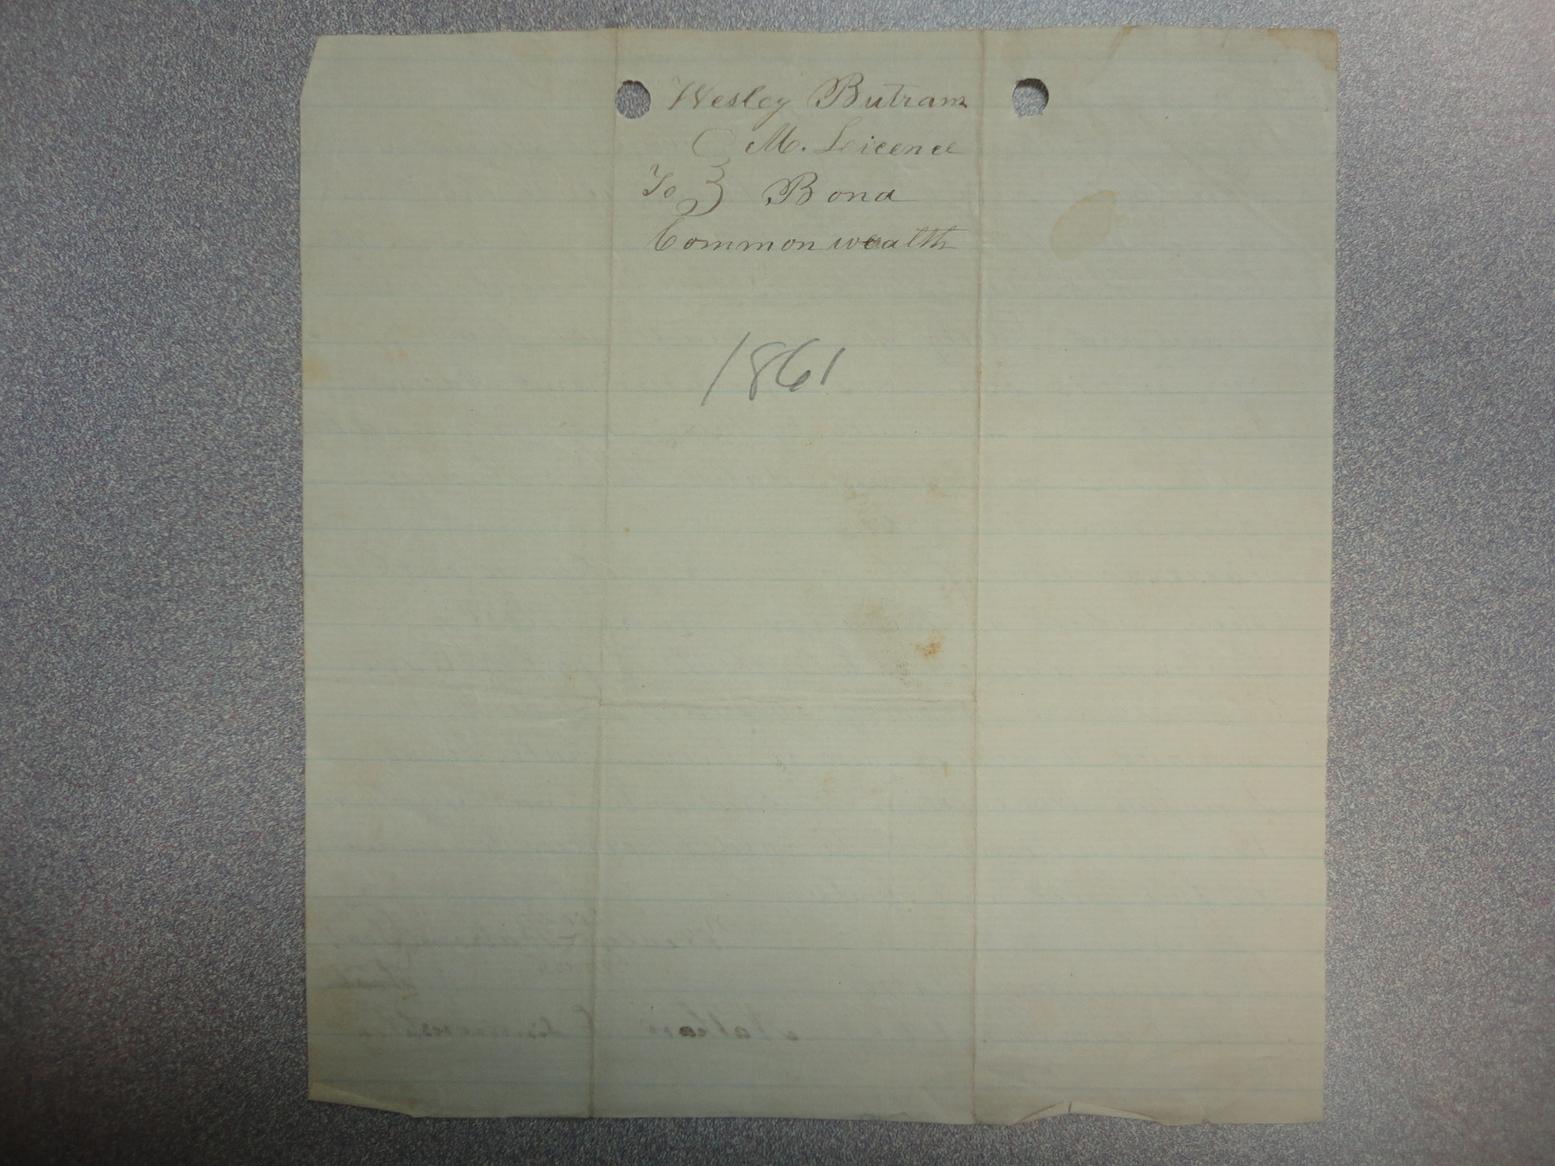 Wesley Butram
M. Licence
To } Bond
Commonwealth
1861